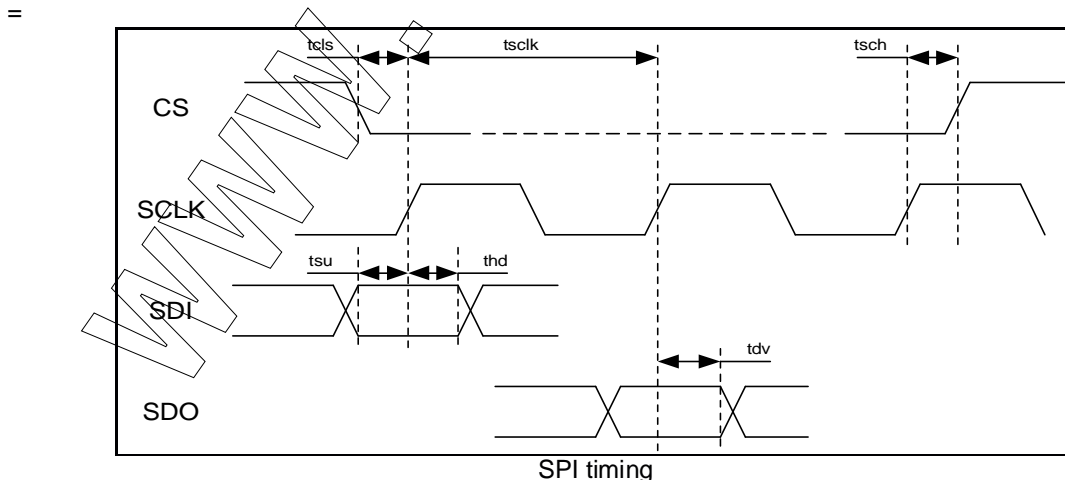 =
tcls tsclk tsch
CS
SCLK
tsu thd
SDI
tdv
SDO
SPI timing
www.